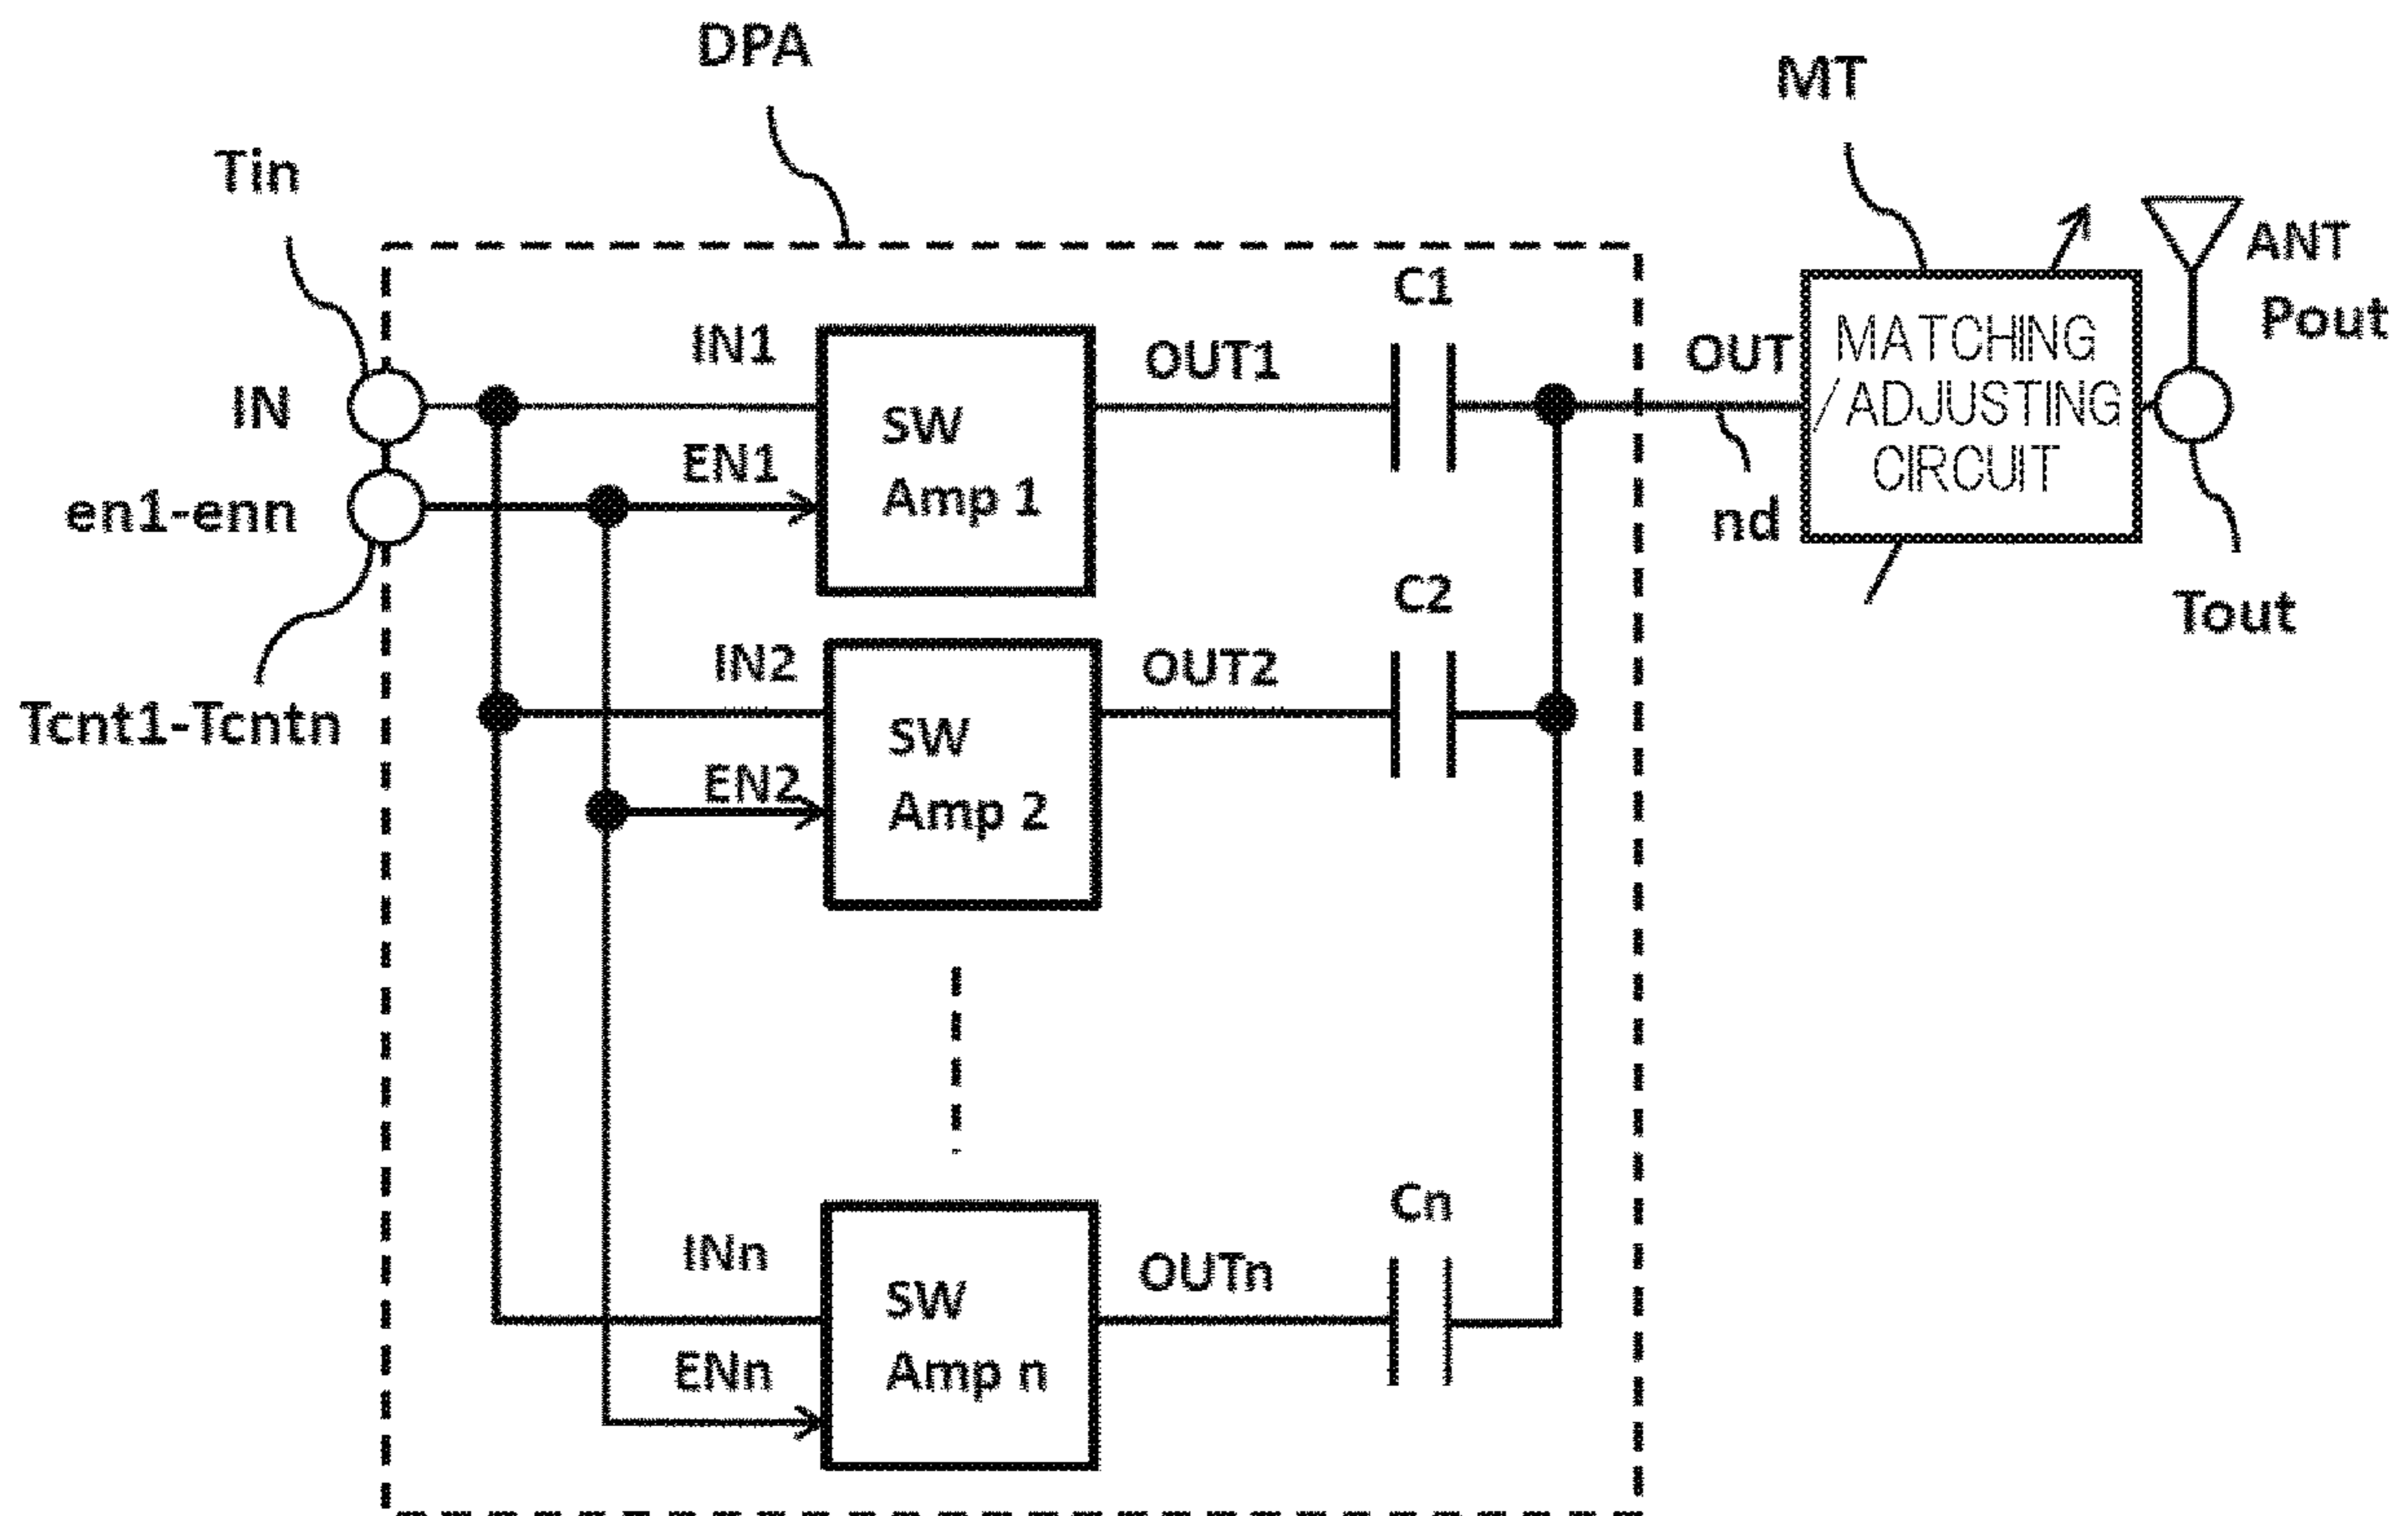 DPA
MT
Tin
ANT
Pout
C1
IN1
OUT1
OUT
MATCHING
/ADJUSTING
CIRCUIT
IN
SW
Amp 1
EN1
en1-enn
nd
Tout
C2
IN2
OUT2
Tcnt1-Tcntn
SW
Amp 2
EN2
Cn
INn
OUTn
SW
Amp n
ENn